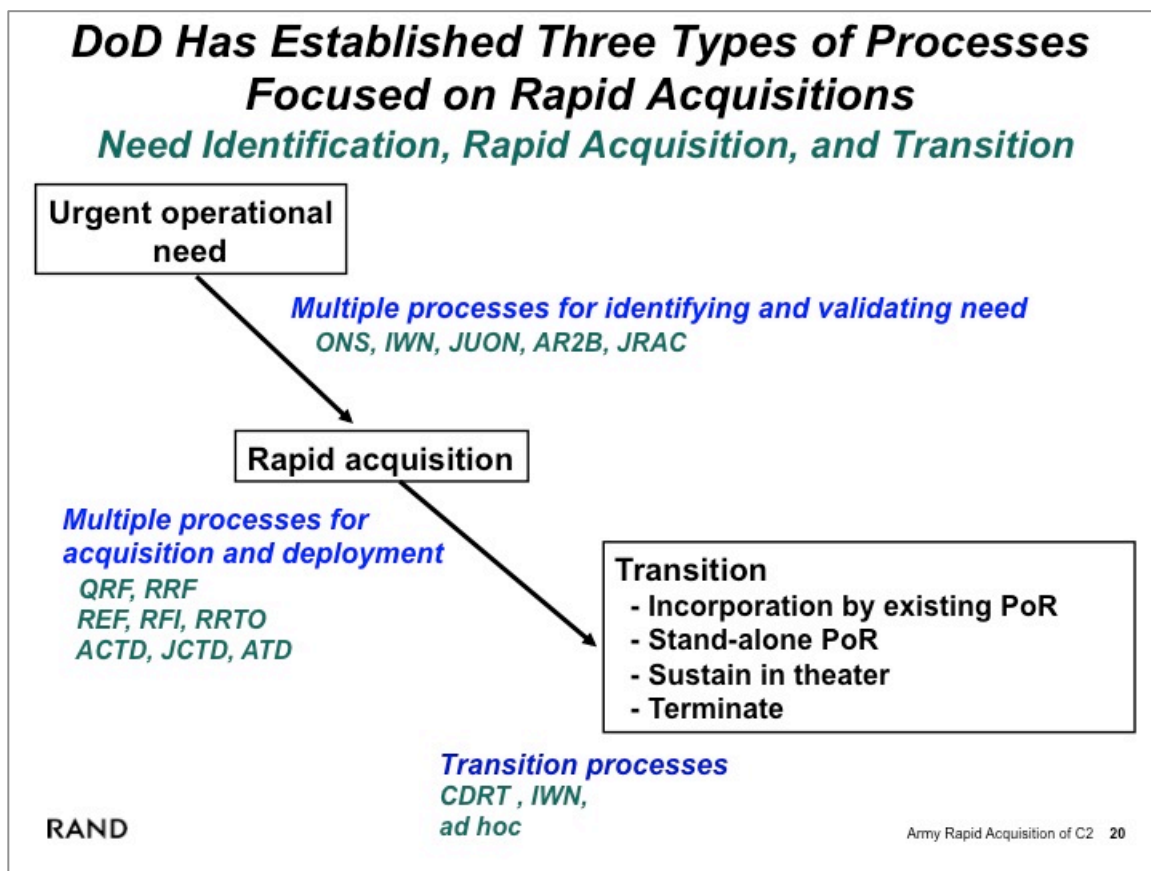 DoD Has Established Three Types of Processes
Focused on Rapid Acquisitions
Need Identification, Rapid Acquisition, and Transition
Urgent operational
need
Multiple processes for identifying and validating need
ONS, IWN, JUON, AR2B, JRAC
Rapid acquisition
Multiple processes for
acquisition and deployment
QRF, RRF
REF, RFI, RRTO
ACTD, JCTD, ATD
Transition
- Incorporation by existing PoR
- Stand-alone PoR
- Sustain in theater
- Terminate
Transition processes
CDRT , IWN,
ad hoc
RAND
Army Rapid Acquisition of C2 20